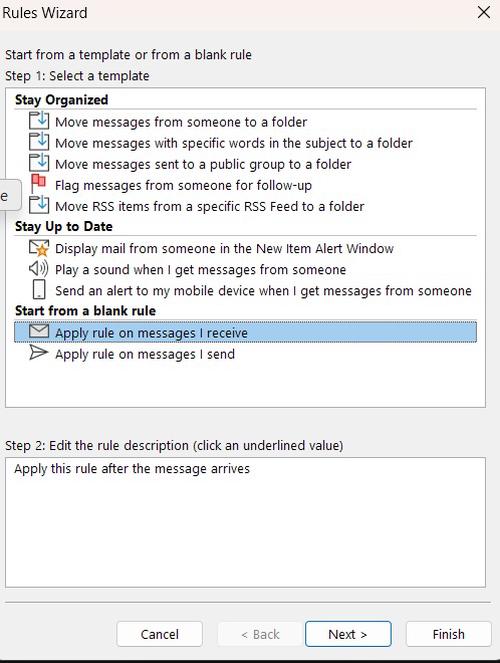 Rules Wizard
Start from a template or from a blank rule
Step 1: Select a template
Stay Organized
Move messages from someone to a folder
Move messages with specific words in the subject to a folder
Move messages sent to a public group to a folder
Flag messages from someone for follow-up
Move RSS items from a specific RSS Feed to a folder
Stay Up to Date
Display mail from someone in the New Item Alert Window
Play a sound when I get messages from someone
Send an alert to my mobile device when I get messages from someone
Start from a blank rule
Apply rule on messages I receive
Apply rule on messages I send
Step 2: Edit the rule description (click an underlined value)
Apply this rule after the message arrives
Cancel < Back Next > Finish